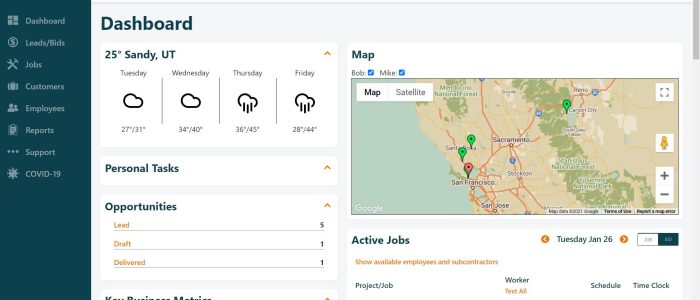 Dashboard
Leads/Bids
Jobs
Customers
Employees
Reports
Support
COVID-19
Dashboard
25° Sandy, UT
Tuesday Wednesday Thursday Friday
27°/31° 34°/40° 36°/45° 28°/44°
Personal Tasks
Opportunities
Lead 5
Draft 1
Delivered 1
Key Business Metrics
Map
Bob: Mike:
Map Satellite
Mendocino
National Forest
Reno
Carson City
Santa Rosa
Sacramento
Stanislaus
National Forest
Stockton
Yosemite
National Park
San Francisco
San Jose
Google
Map data ©2021 Google Terms of Use Report a map error
Active Jobs
Tuesday Jan 26
JOB BID
Show available employees and subcontractors
Project/Job Worker Schedule Time Clock
Text All